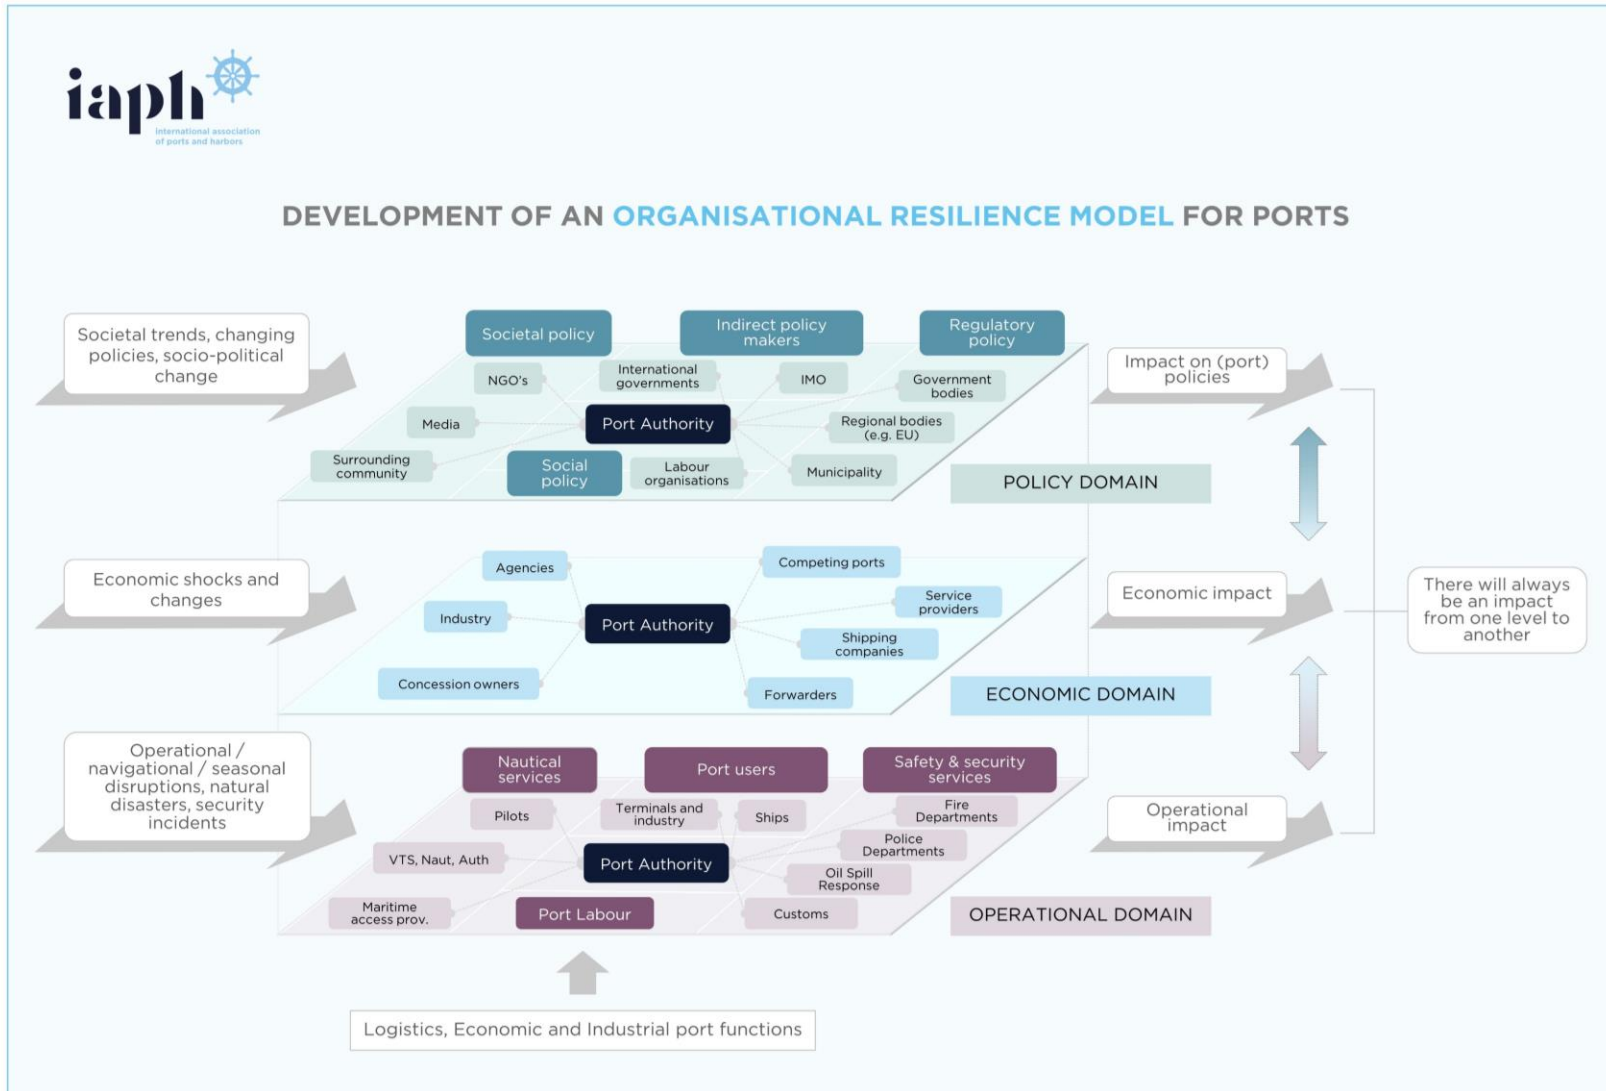 iaph
international association
of ports and harbors
DEVELOPMENT OF AN ORGANISATIONAL RESILIENCE MODEL FOR PORTS
Societal trends, changing
policies, socio-political
change
Societal policy
Indirect policy
makers
Regulatory
policy
NGO's
International
governments
IMO
Government
bodies
Media
Port Authority
Regional bodies
(e.g. EU)
Surrounding
community
Social
policy
Labour
organisations
Municipality
Impact on (port)
policies
POLICY DOMAIN
Economic shocks and
changes
Agencies
Competing ports
Industry
Port Authority
Service
providers
Shipping
companies
Concession owners
Forwarders
Economic impact
There will always
be an impact
from one level to
another
ECONOMIC DOMAIN
Operational /
navigational / seasonal
disruptions, natural
disasters, security
incidents
Nautical
services
Port users
Safety & security
services
Pilots
Terminals and
industry
Ships
Fire
Departments
VTS, Naut, Auth
Port Authority
Police
Departments
Oil Spill
Response
Maritime
access prov.
Port Labour
Customs
Operational
impact
OPERATIONAL DOMAIN
Logistics, Economic and Industrial port functions